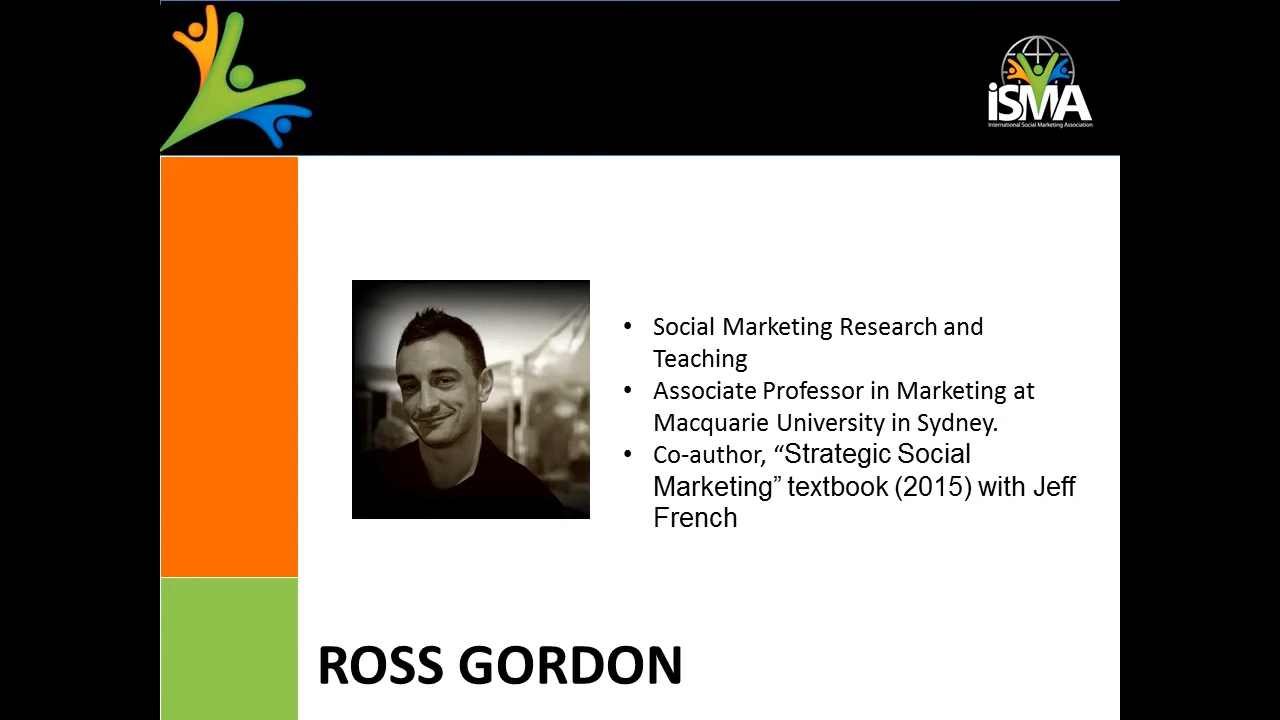 iSMA
International Social Marketing Association
• Social Marketing Research and
Teaching
• Associate Professor in Marketing at
Macquarie University in Sydney.
• Co-author, “Strategic Social
Marketing” textbook (2015) with Jeff
French
ROSS GORDON